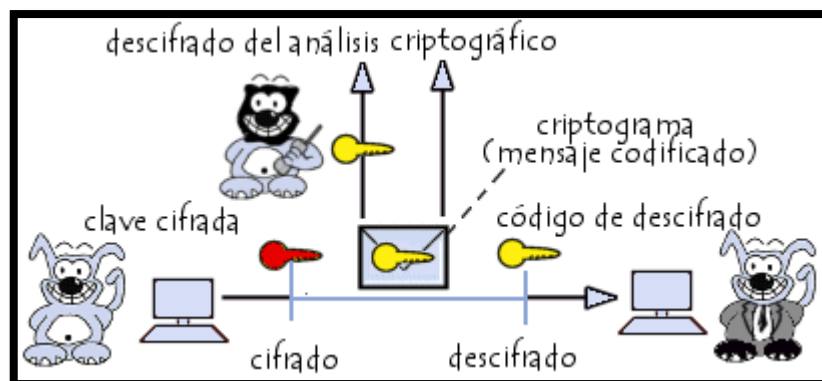 descifrado del análisis criptográfico
criptograma
(mensaje codificado)
clave cifrada
código de descifrado
cifrado
descifrado